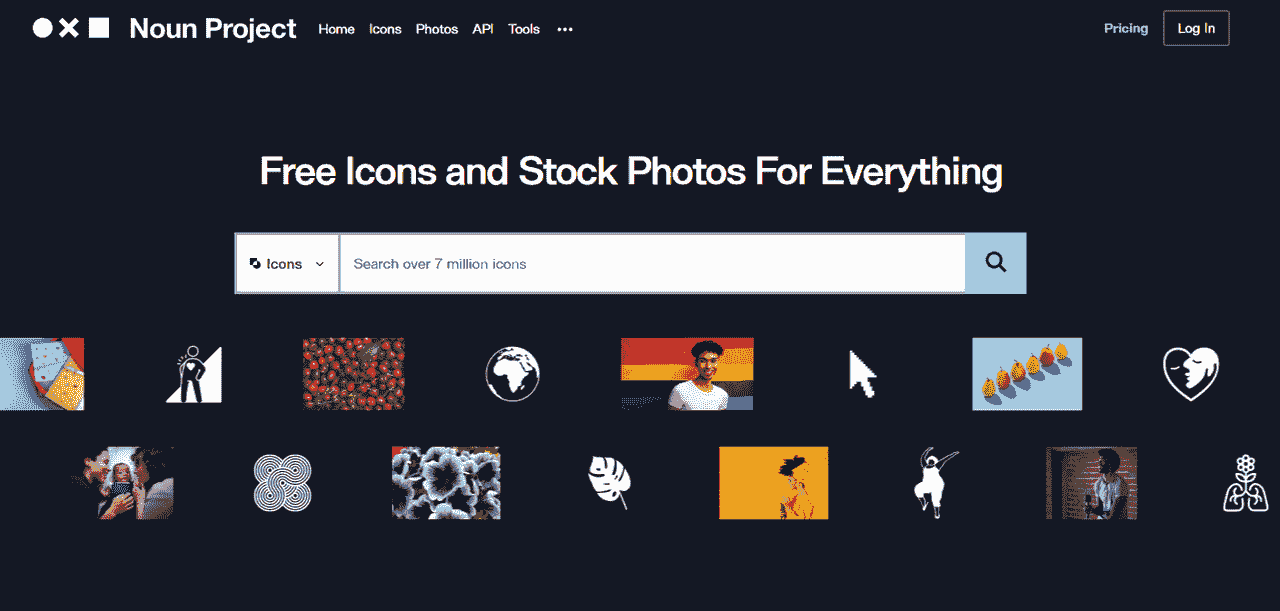 Noun Project Home Icons Photos API Tools ••• Pricing Log In
Free Icons and Stock Photos For Everything
Icons Search over 7 million icons